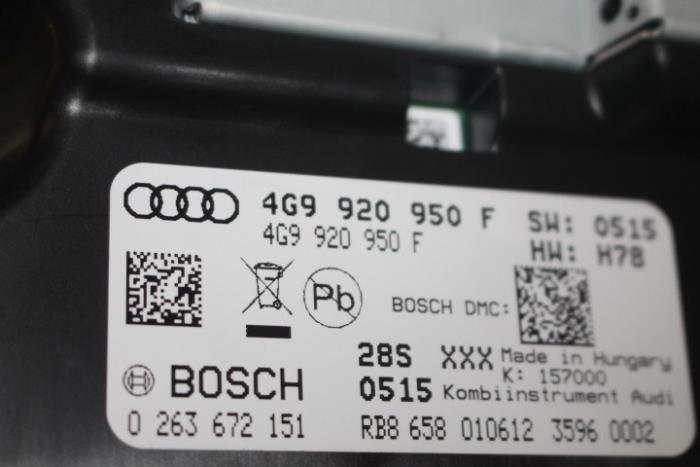 4G9 920 950 F SW: 0515
4G9 920 950 F HW: H78
Pb
BOSCH DMC:
28S XXX Made in Hungary
K: 157000
BOSCH 0515 Kombiinstrument Audi
0 263 672 151 RB8 658 010612 3596 0002